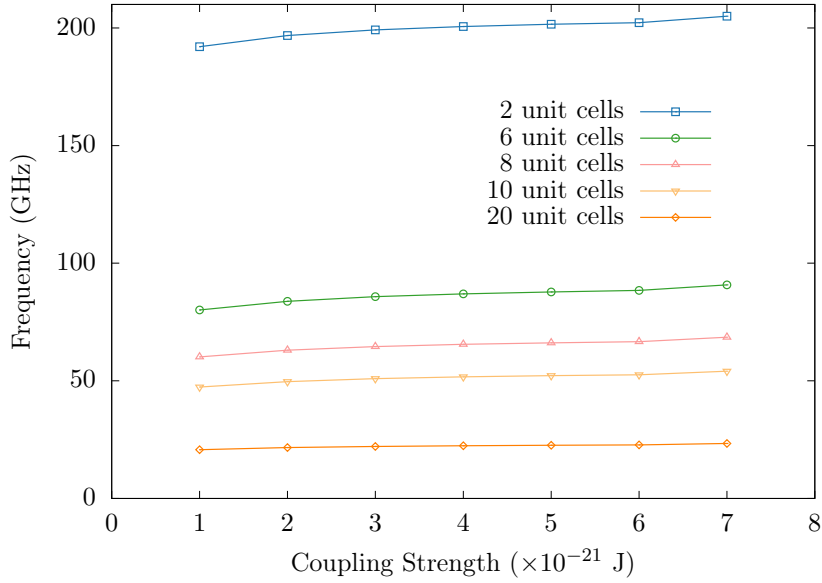 200
150
100
50
0
0 1 2 3 4 5 6 7 8
Frequency (GHz)
Coupling Strength (×10⁻²¹ J)
2 unit cells
6 unit cells
8 unit cells
10 unit cells
20 unit cells